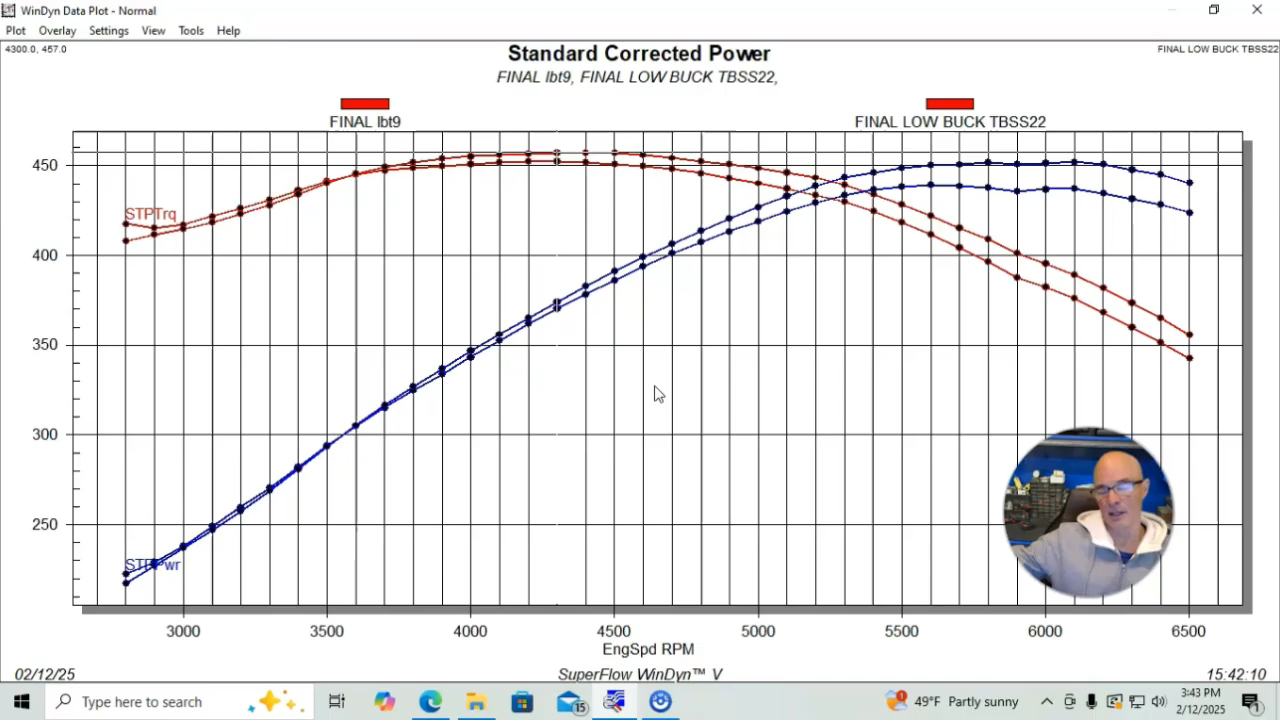 WinDyn Data Plot - Normal
Plot Overlay Settings View Tools Help
4300.0, 457.0
FINAL LOW BUCK TBSS22
Standard Corrected Power
FINAL lbt9, FINAL LOW BUCK TBSS22,
FINAL lbt9
FINAL LOW BUCK TBSS22
450
STPTrq
400
350
300
250
STPPwr
3000 3500 4000 4500 5000 5500 6000 6500
EngSpd RPM
02/12/25
SuperFlow WinDyn™ V
15:42:10
Type here to search
15
49°F Partly sunny
3:43 PM
2/12/2025
1